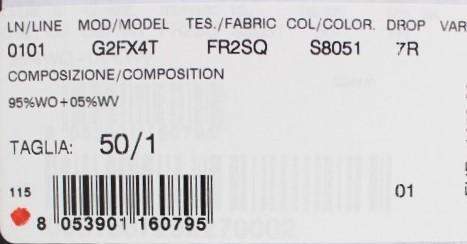 LN/LINE MOD/MODEL TES./FABRIC COL/COLOR. DROP VAR
0101 G2FX4T FR2SQ S8051 7R
COMPOSIZIONE/COMPOSITION
95%WO+05%WV
TAGLIA: 50/1
115 01
8 053901 160795